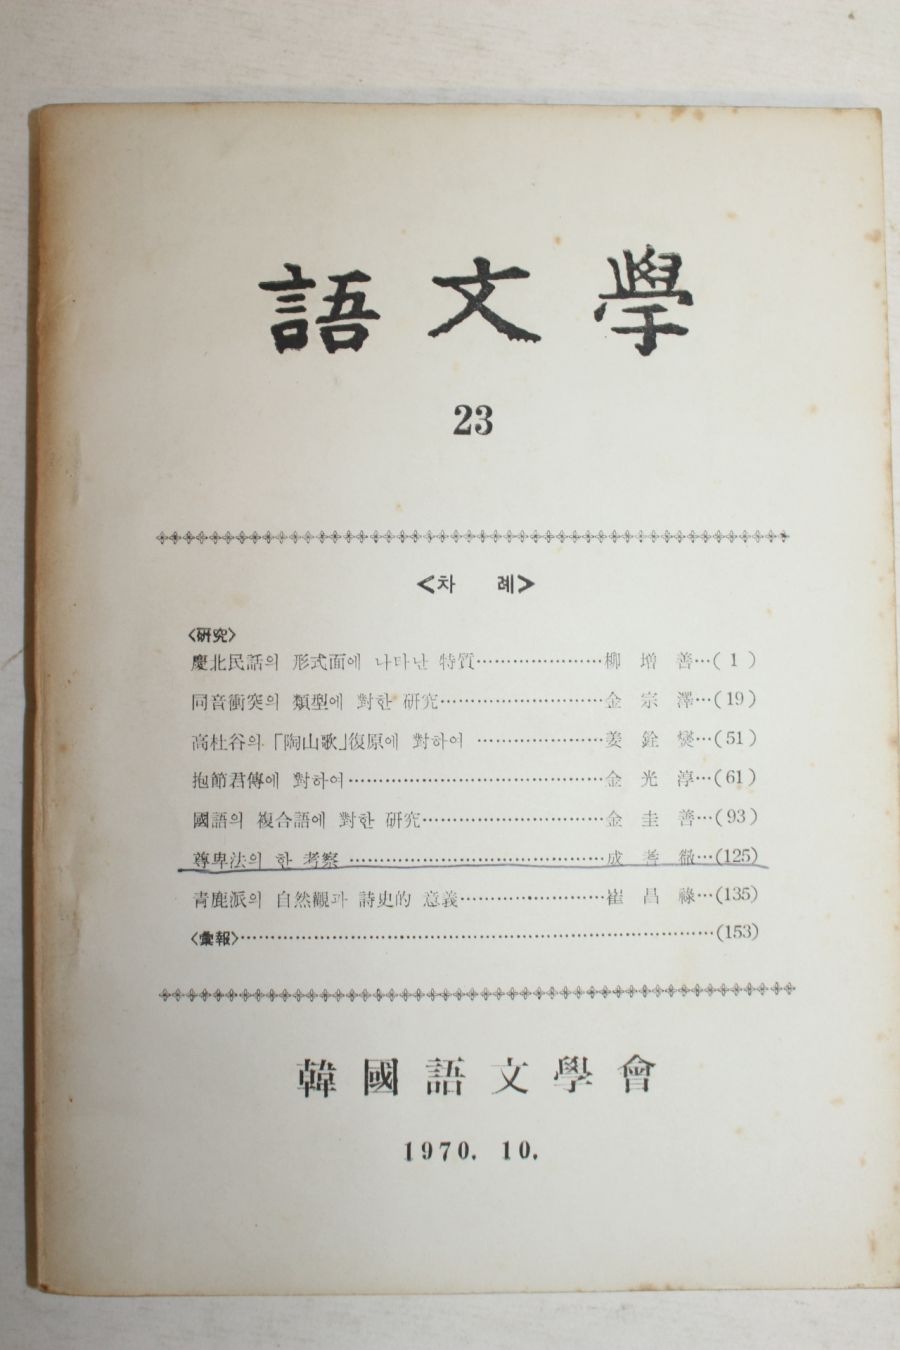 語文學
23
<차 례>
<硏究>
慶北民話의 形式面에 나타난 特質…………………柳 增 善…( 1 )
同音衝突의 類型에 對한 硏究………………………金 宗 澤…(19)
高杜谷의「陶山歌」復原에 對하여 …………………姜 銓 爕…(51)
抱節君傳에 對하여……………………………………金 光 淳…(61)
國語의 複合語에 對한 硏究…………………………金 圭 善…(93)
尊卑法의 한 考察 ……………………………………成 耆 徹…(125)
靑鹿派의 自然觀과 詩史的 意義……………………崔 昌 祿…(135)
<彙報>……………………………………………………………………(153)
韓國語文學會
1970. 10.